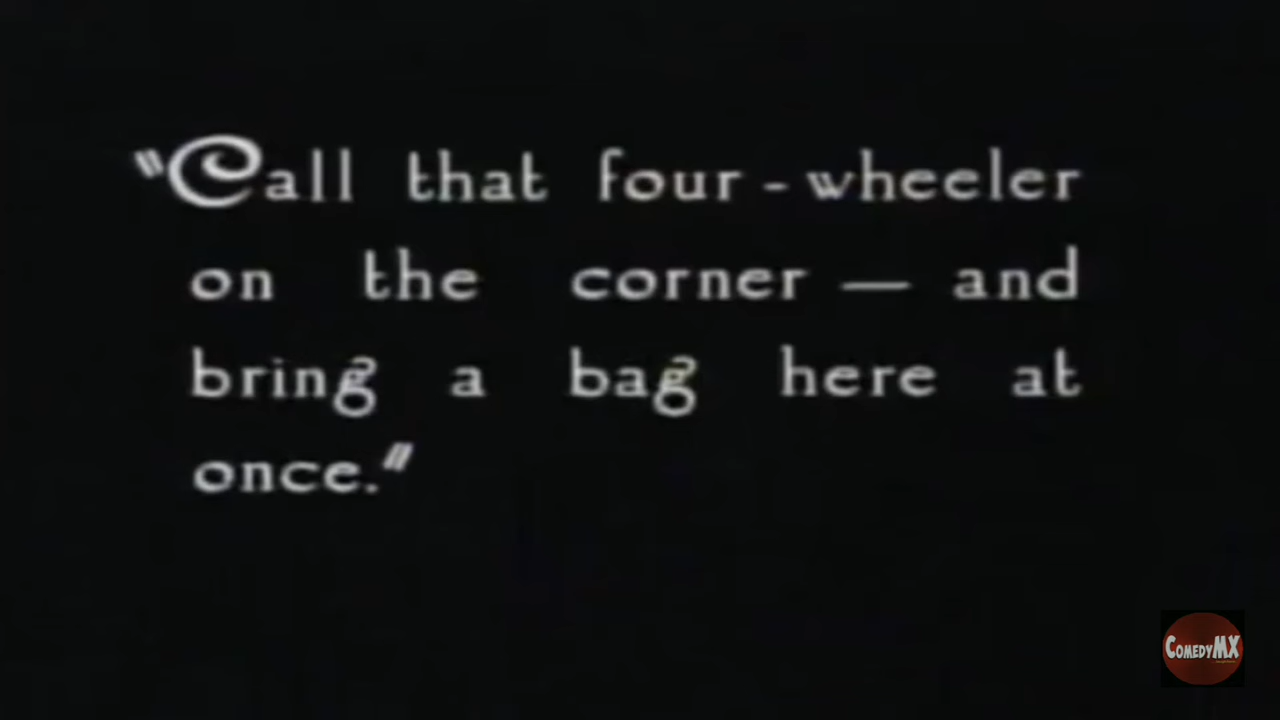 "Call that four-wheeler
on the corner — and
bring a bag here at
once."
COMEDYMX